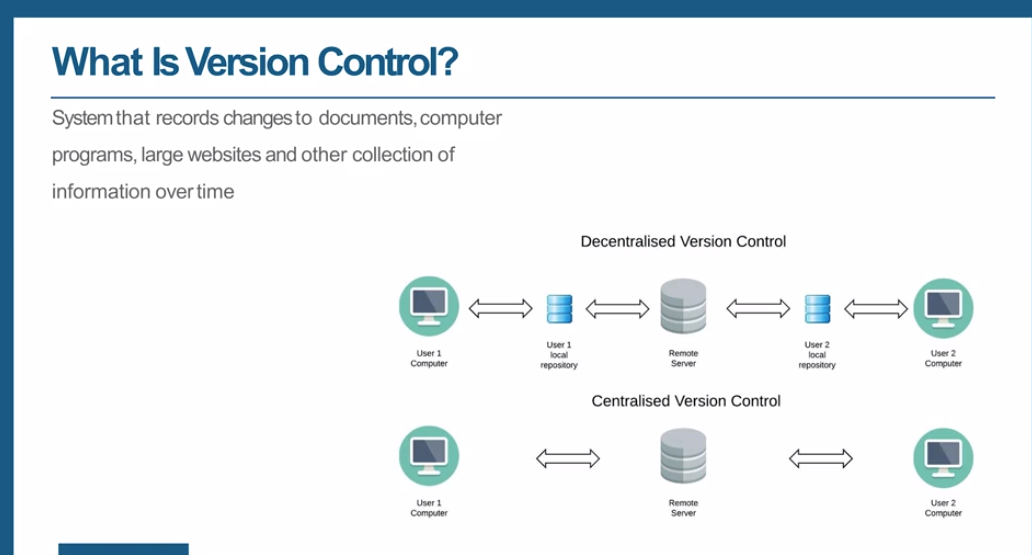 What Is Version Control?
System that records changes to documents, computer
programs, large websites and other collection of
information over time
Decentralised Version Control
User 1
Computer
User 1
local
repository
Remote
Server
User 2
local
repository
User 2
Computer
Centralised Version Control
User 1
Computer
Remote
Server
User 2
Computer